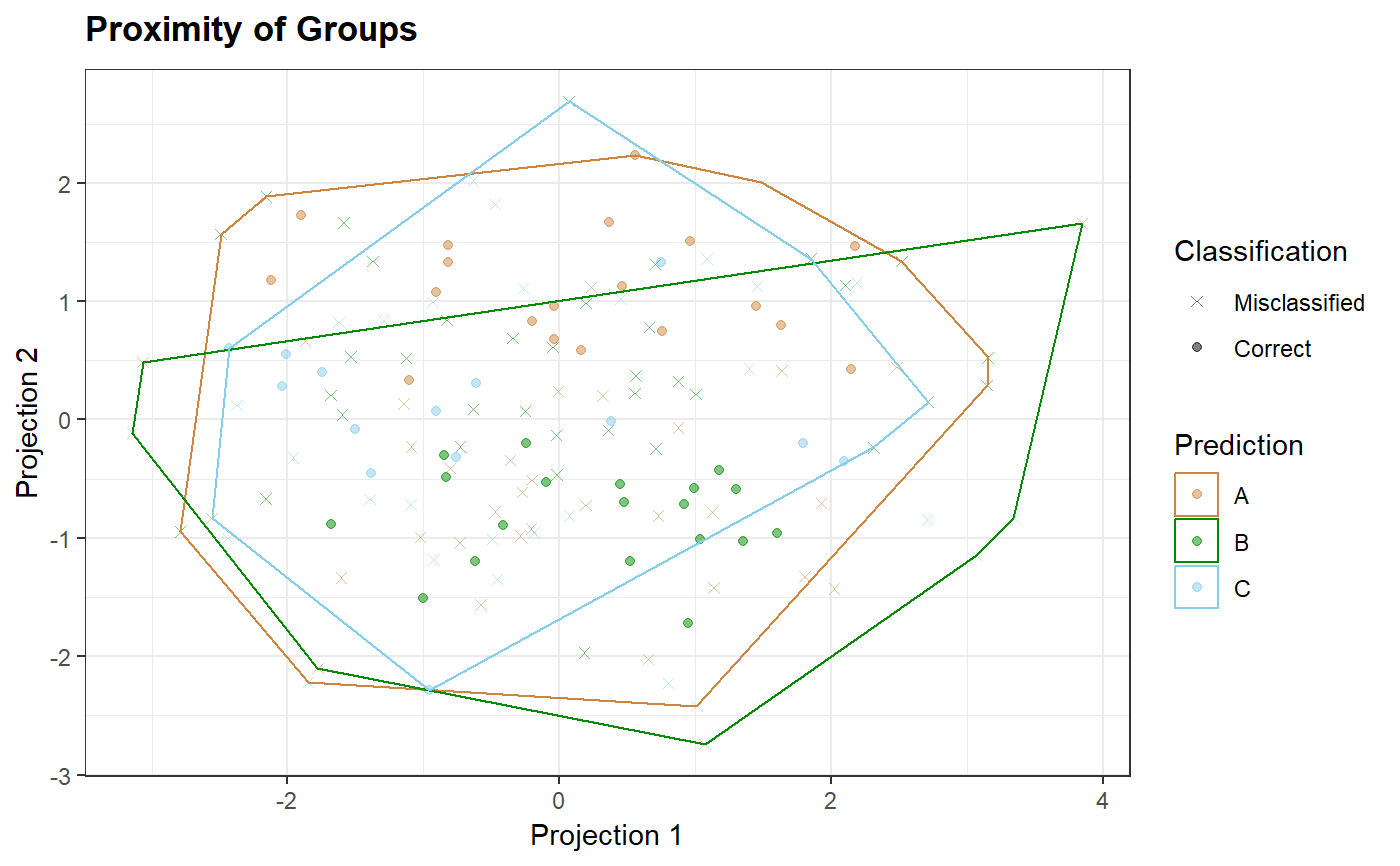 Proximity of Groups
Projection 2
2
1
0
-1
-2
-3
-2
0
2
4
Projection 1
Classification
Misclassified
Correct
Prediction
A
B
C